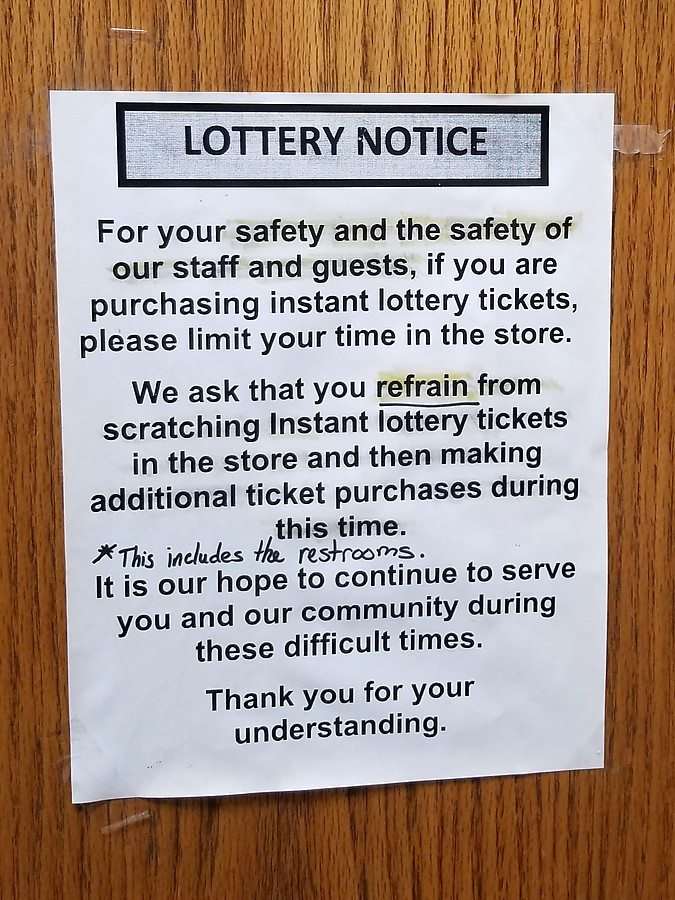 LOTTERY NOTICE
For your safety and the safety of
our staff and guests, if you are
purchasing instant lottery tickets,
please limit your time in the store.
We ask that you refrain from
scratching Instant lottery tickets
in the store and then making
additional ticket purchases during
this time.
*This includes the restrooms.
It is our hope to continue to serve
you and our community during
these difficult times.
Thank you for your
understanding.